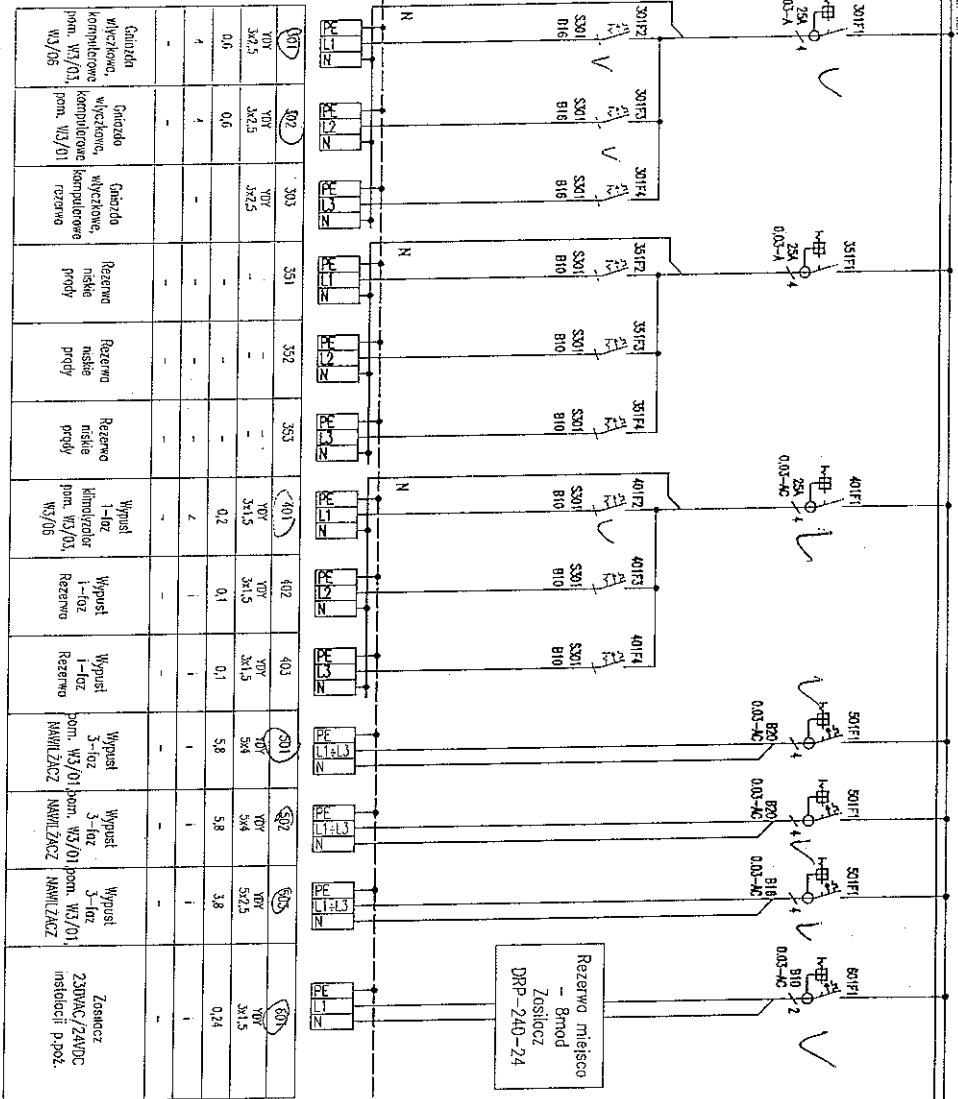 301F1
25A
0,03-A
4
351F1
25A
0,03-A
4
401F1
25A
0,03-AC
4
501F1
B20
0.03-AC
4
501F1
B20
0.03-AC
4
501F1
B16
0.03-AC
4
601F1
B10
0.03-AC
2
N
301F2
S301
B16
301F3
S301
B16
301F4
S301
B16
N
351F2
S301
B10
351F3
S301
B10
351F4
S301
B10
N
401F2
S301
B10
401F3
S301
B10
401F4
S301
B10
Rezerwa miejsco
- 8mod
Zasilacz
DRP-240-24
PE
L1
N
PE
L2
N
PE
L3
N
PE
L1
N
PE
L2
N
PE
L3
N
PE
L1
N
PE
L2
N
PE
L3
N
PE
L1÷L3
N
PE
L1÷L3
N
PE
L1÷L3
N
PE
L1
N
301 302 303 351 352 353 401 402 403 501 502 503 601
YDY
3x2,5
YDY
3x2,5
YDY
3x2,5
- - -
YDY
3x1,5
YDY
3x1,5
YDY
3x1,5
YDY
5x4
YDY
5x4
YDY
5x2,5
YDY
3x1,5
0,6 0,6 - - - 0,2 0,1 0,1 5,8 5,8 3,8 0,24
Gniazda
wtyczkowe,
komputerowe
pom. W3/03,
W3/06
Gniazdo
wtyczkowe,
komputerowe
pom. W3/01
Gniazdo
wtyczkowe,
komputerowe
rezerwa
Rezerwa
niskie
prądy
Rezerwa
niskie
prądy
Rezerwa
niskie
prądy
Wypust
1-faz
klimatyzator
pom. W3/03,
W3/06
Wypust
1-faz
Rezerwa
Wypust
1-faz
Rezerwa
Wypust
3-faz
pom. W3/01,
NAWILŻACZ
Wypust
3-faz
pom. W3/01,
NAWILŻACZ
Wypust
3-faz
pom. W3/01,
NAWILŻACZ
Zasilacz
230VAC/24VDC
instalacji p.poż.